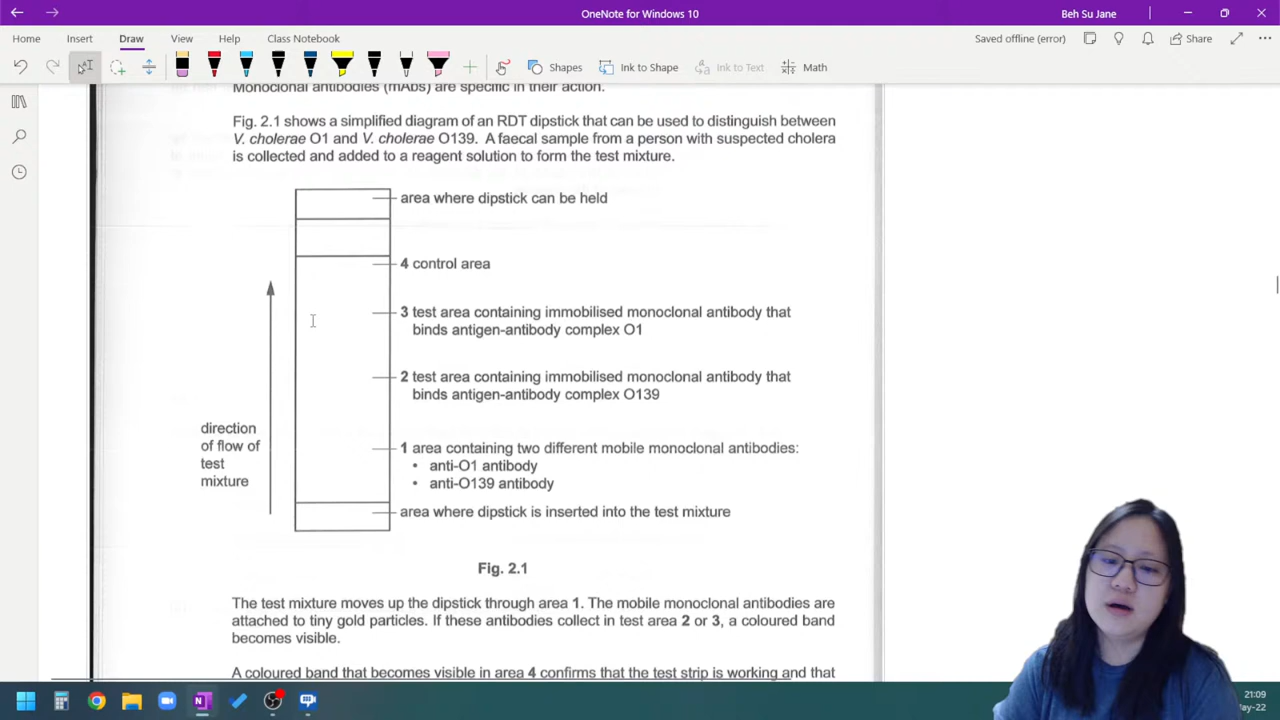 OneNote for Windows 10
Beh Su Jane
Home
Insert
Draw
View
Help
Class Notebook
Saved offline (error)
Share
Shapes
Ink to Shape
Ink to Text
Math
Monoclonal antibodies (mAbs) are specific in their action.
Fig. 2.1 shows a simplified diagram of an RDT dipstick that can be used to distinguish between
V. cholerae O1 and V. cholerae O139. A faecal sample from a person with suspected cholera
is collected and added to a reagent solution to form the test mixture.
area where dipstick can be held
4 control area
3 test area containing immobilised monoclonal antibody that
binds antigen-antibody complex O1
2 test area containing immobilised monoclonal antibody that
binds antigen-antibody complex O139
direction
of flow of
test
mixture
1 area containing two different mobile monoclonal antibodies:
• anti-O1 antibody
• anti-O139 antibody
area where dipstick is inserted into the test mixture
Fig. 2.1
The test mixture moves up the dipstick through area 1. The mobile monoclonal antibodies are
attached to tiny gold particles. If these antibodies collect in test area 2 or 3, a coloured band
becomes visible.
A coloured band that becomes visible in area 4 confirms that the test strip is working and that
21:09
May-22